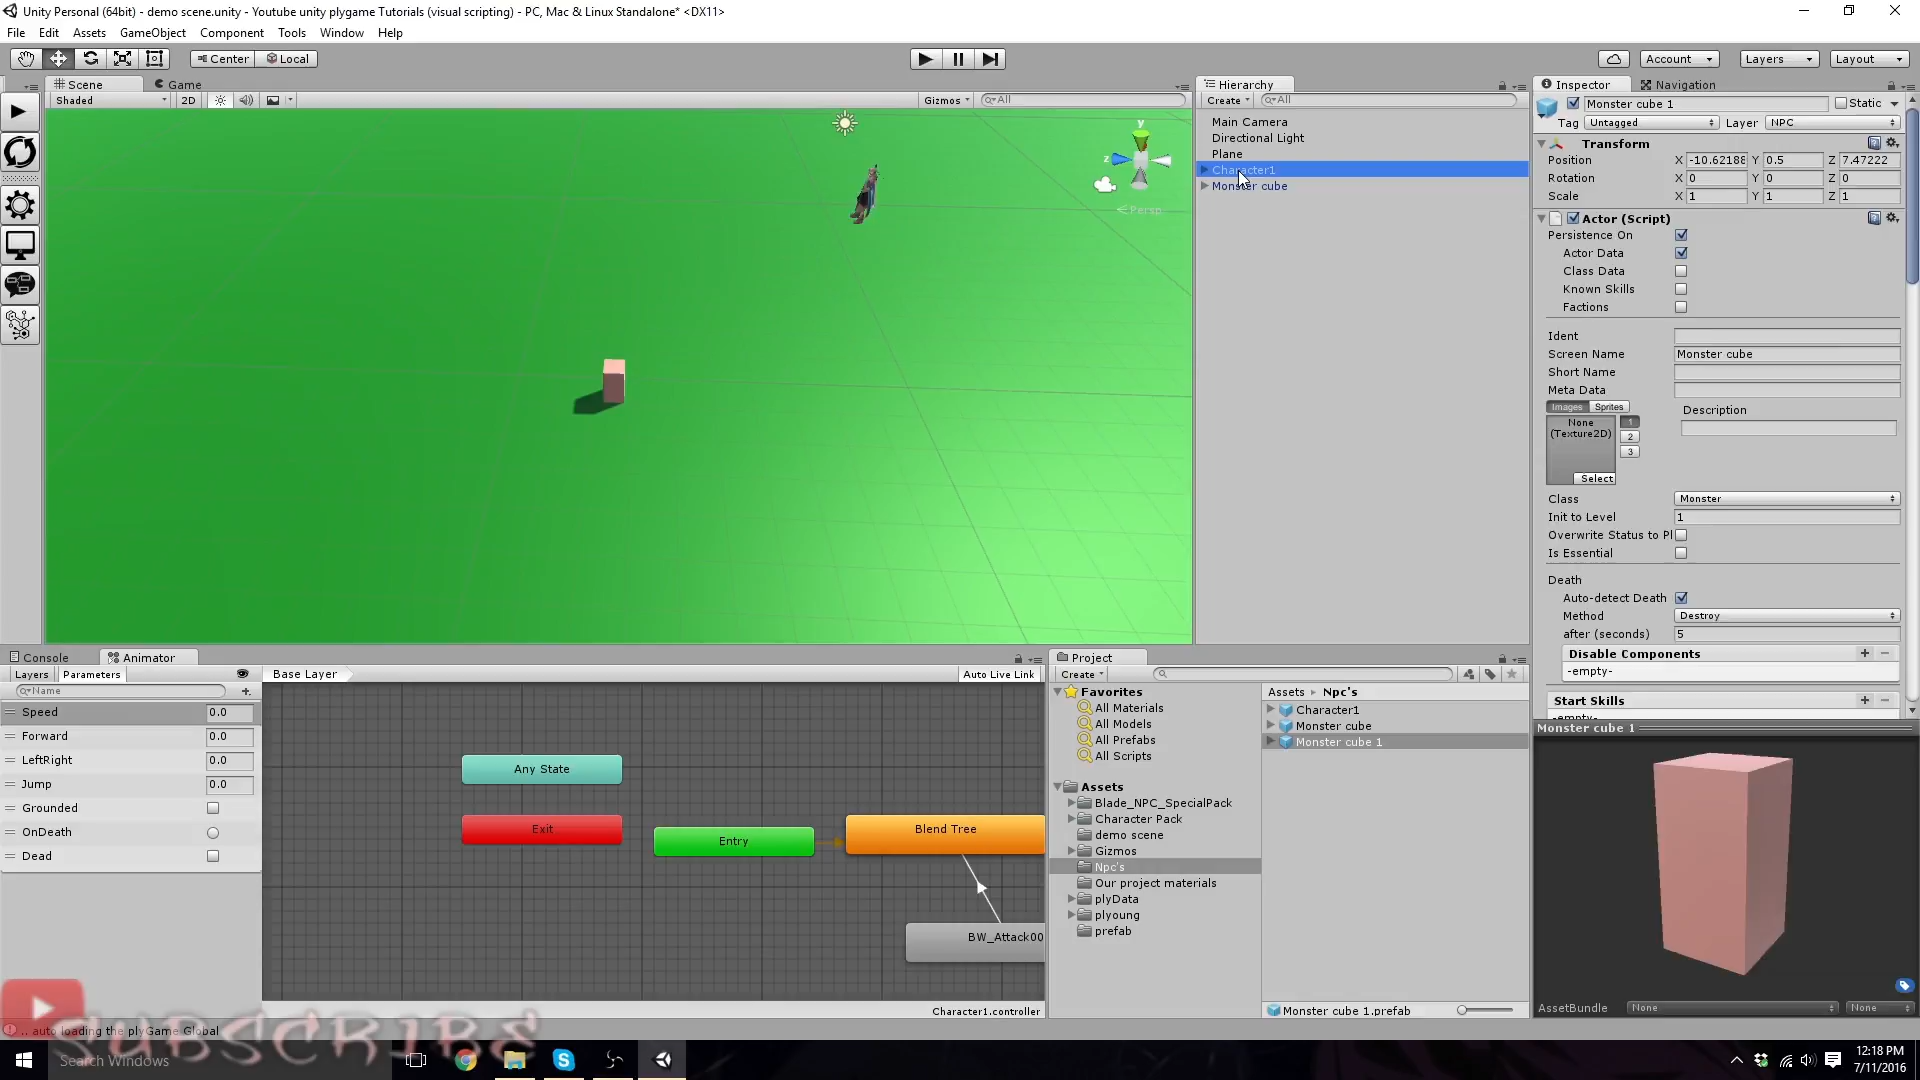 Unity Personal (64bit) - demo scene.unity - Youtube unity plygame Tutorials (visual scripting) - PC, Mac & Linux Standalone* <DX11>
File Edit Assets GameObject Component Tools Window Help
Center Local Account Layers Layout
Scene Game
Shaded 2D Gizmos All
Persp
y
z
Hierarchy
Create All
Main Camera
Directional Light
Plane
Character1
Monster cube
Inspector Navigation
Monster cube 1 Static
Tag Untagged Layer NPC
Transform
Position X -10.62188 Y 0.5 Z 7.47222
Rotation X 0 Y 0 Z 0
Scale X 1 Y 1 Z 1
Actor (Script)
Persistence On
Actor Data
Class Data
Known Skills
Factions
Ident
Screen Name Monster cube
Short Name
Meta Data
Images Sprites Description
None
(Texture2D)
1
2
3
Select
Class Monster
Init to Level 1
Overwrite Status to Pl
Is Essential
Death
Auto-detect Death
Method Destroy
after (seconds) 5
Disable Components
-empty-
Start Skills
-empty-
Monster cube 1
AssetBundle None None
Console Animator
Layers Parameters
Name
Speed 0.0
Forward 0.0
LeftRight 0.0
Jump 0.0
Grounded
OnDeath
Dead
Base Layer Auto Live Link
Any State
Exit
Entry
Blend Tree
BW_Attack00
Character1.controller
Project
Create
Favorites
All Materials
All Models
All Prefabs
All Scripts
Assets
Blade_NPC_SpecialPack
Character Pack
demo scene
Gizmos
Npc's
Our project materials
plyData
plyoung
prefab
Assets Npc's
Character1
Monster cube
Monster cube 1
Monster cube 1.prefab
.. auto loading the plyGame Global
SUBSCRIBE
Search Windows
12:18 PM
7/11/2016